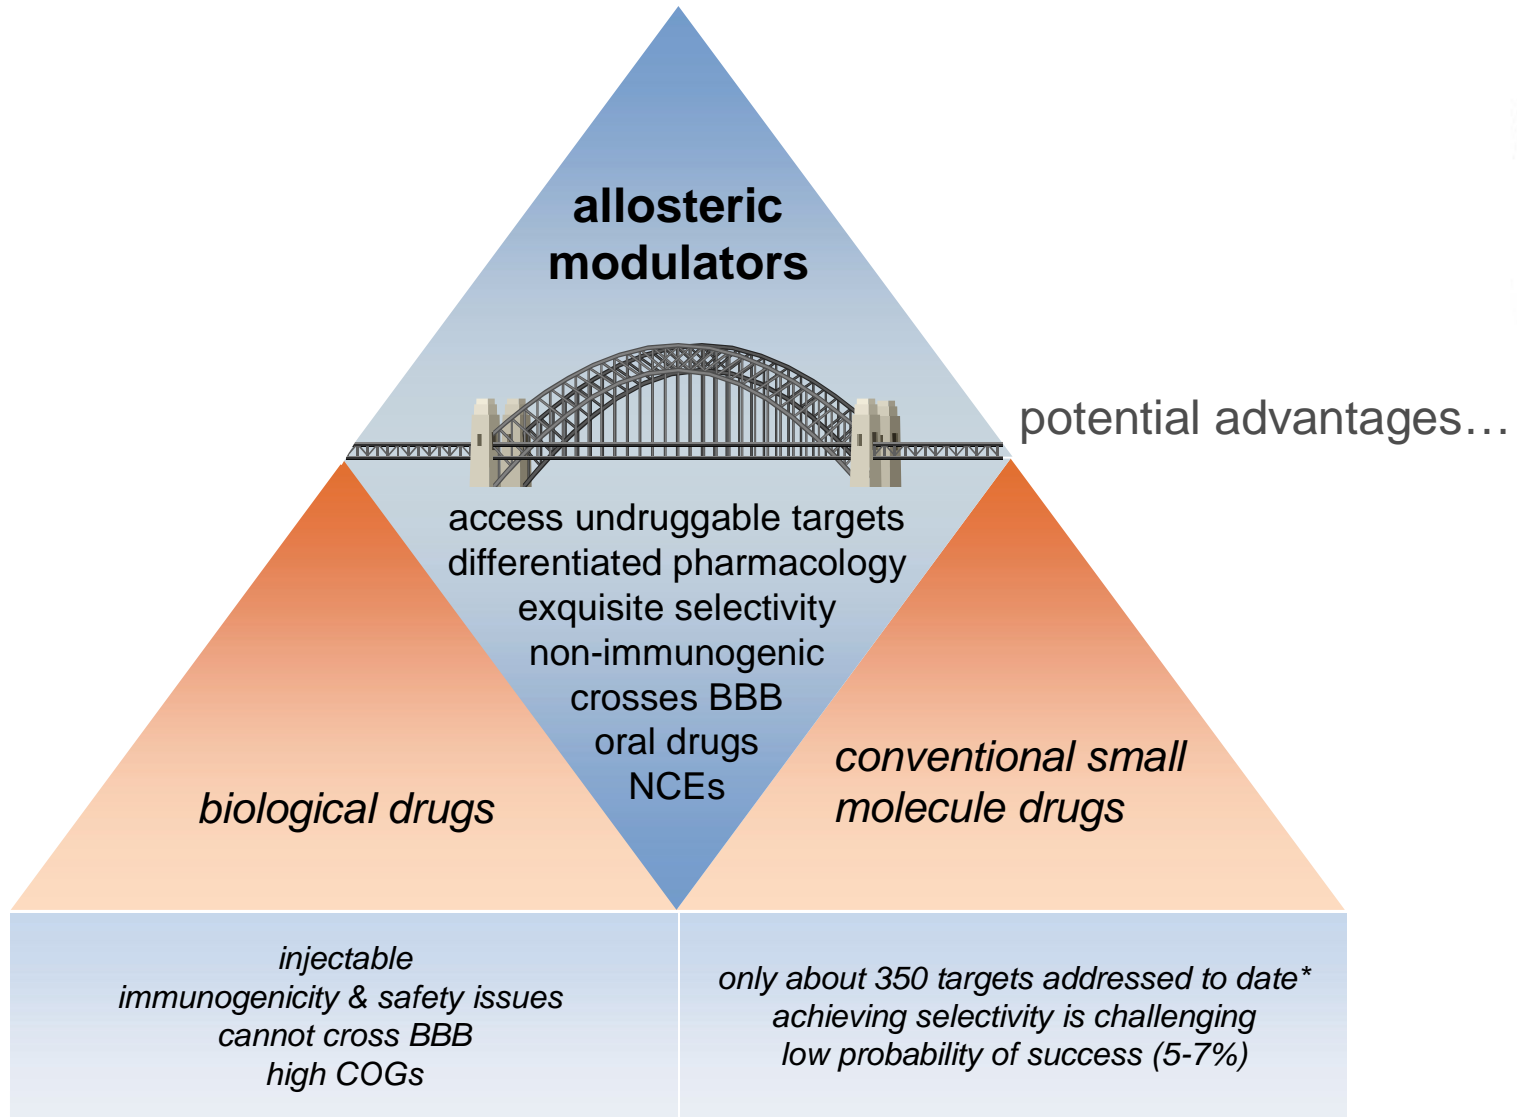 allosteric
modulators
potential advantages…
access undruggable targets
differentiated pharmacology
exquisite selectivity
non-immunogenic
crosses BBB
oral drugs
NCEs
biological drugs
conventional small
molecule drugs
injectable
immunogenicity & safety issues
cannot cross BBB
high COGs
only about 350 targets addressed to date*
achieving selectivity is challenging
low probability of success (5-7%)